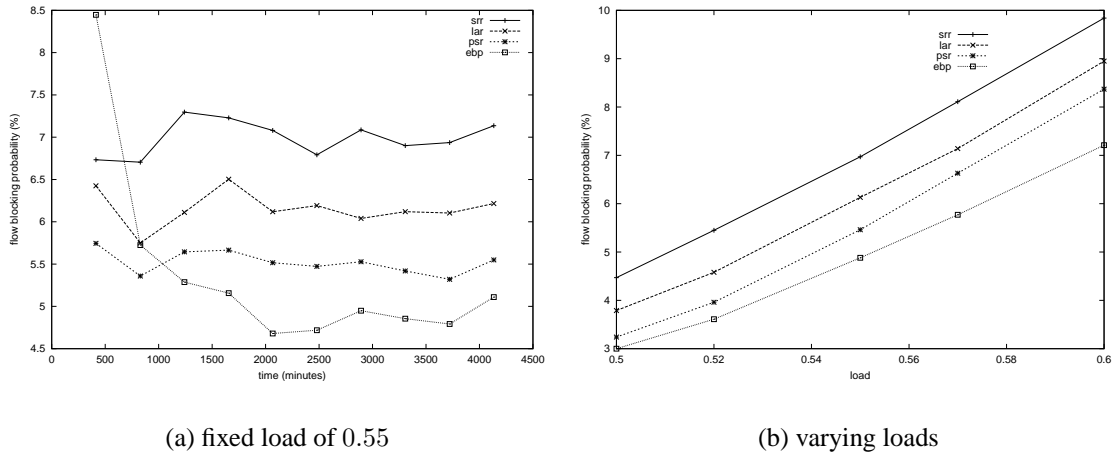 8.5
8
7.5
7
6.5
6
5.5
5
4.5
flow blocking probability (%)
0 500 1000 1500 2000 2500 3000 3500 4000 4500
time (minutes)
srr
lar
psr
ebp
(a) fixed load of 0.55
10
9
8
7
6
5
4
3
flow blocking probability (%)
0.5 0.52 0.54 0.56 0.58 0.6
load
srr
lar
psr
ebp
(b) varying loads